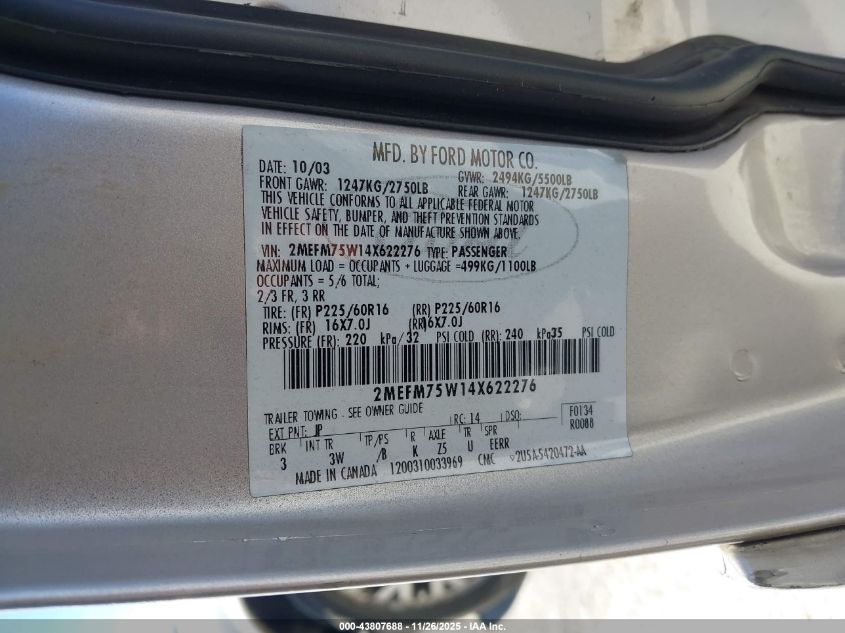 MFD. BY FORD MOTOR CO.
DATE: 10/03 GVWR: 2494KG/5500LB
FRONT GAWR: 1247KG/2750LB REAR GAWR: 1247KG/2750LB
THIS VEHICLE CONFORMS TO ALL APPLICABLE FEDERAL MOTOR
VEHICLE SAFETY, BUMPER, AND THEFT PREVENTION STANDARDS
IN EFFECT ON THE DATE OF MANUFACTURE SHOWN ABOVE.
VIN: 2MEFM75W14X622276 TYPE: PASSENGER
MAXIMUM LOAD = OCCUPANTS + LUGGAGE =499KG/1100LB
OCCUPANTS = 5/6 TOTAL;
2/3 FR, 3 RR
TIRE: (FR) P225/60R16 (RR) P225/60R16
RIMS: (FR) 16X7.0J (RR)16X7.0J
PRESSURE (FR): 220 kPa/32 PSI COLD (RR): 240 kPa35 PSI COLD
2MEFM75W14X622276
TRAILER TOWING - SEE OWNER GUIDE
EXT PNT: JP RC: 14 DSO: F0134
R0088
BRK INT TR TP/PS R AXLE TR SPR
3 3W /B K Z5 U EERR
MADE IN CANADA 1200310033969 CMC 2U5A-5420472-AA
000-43807688 - 11/26/2025 - IAA Inc.